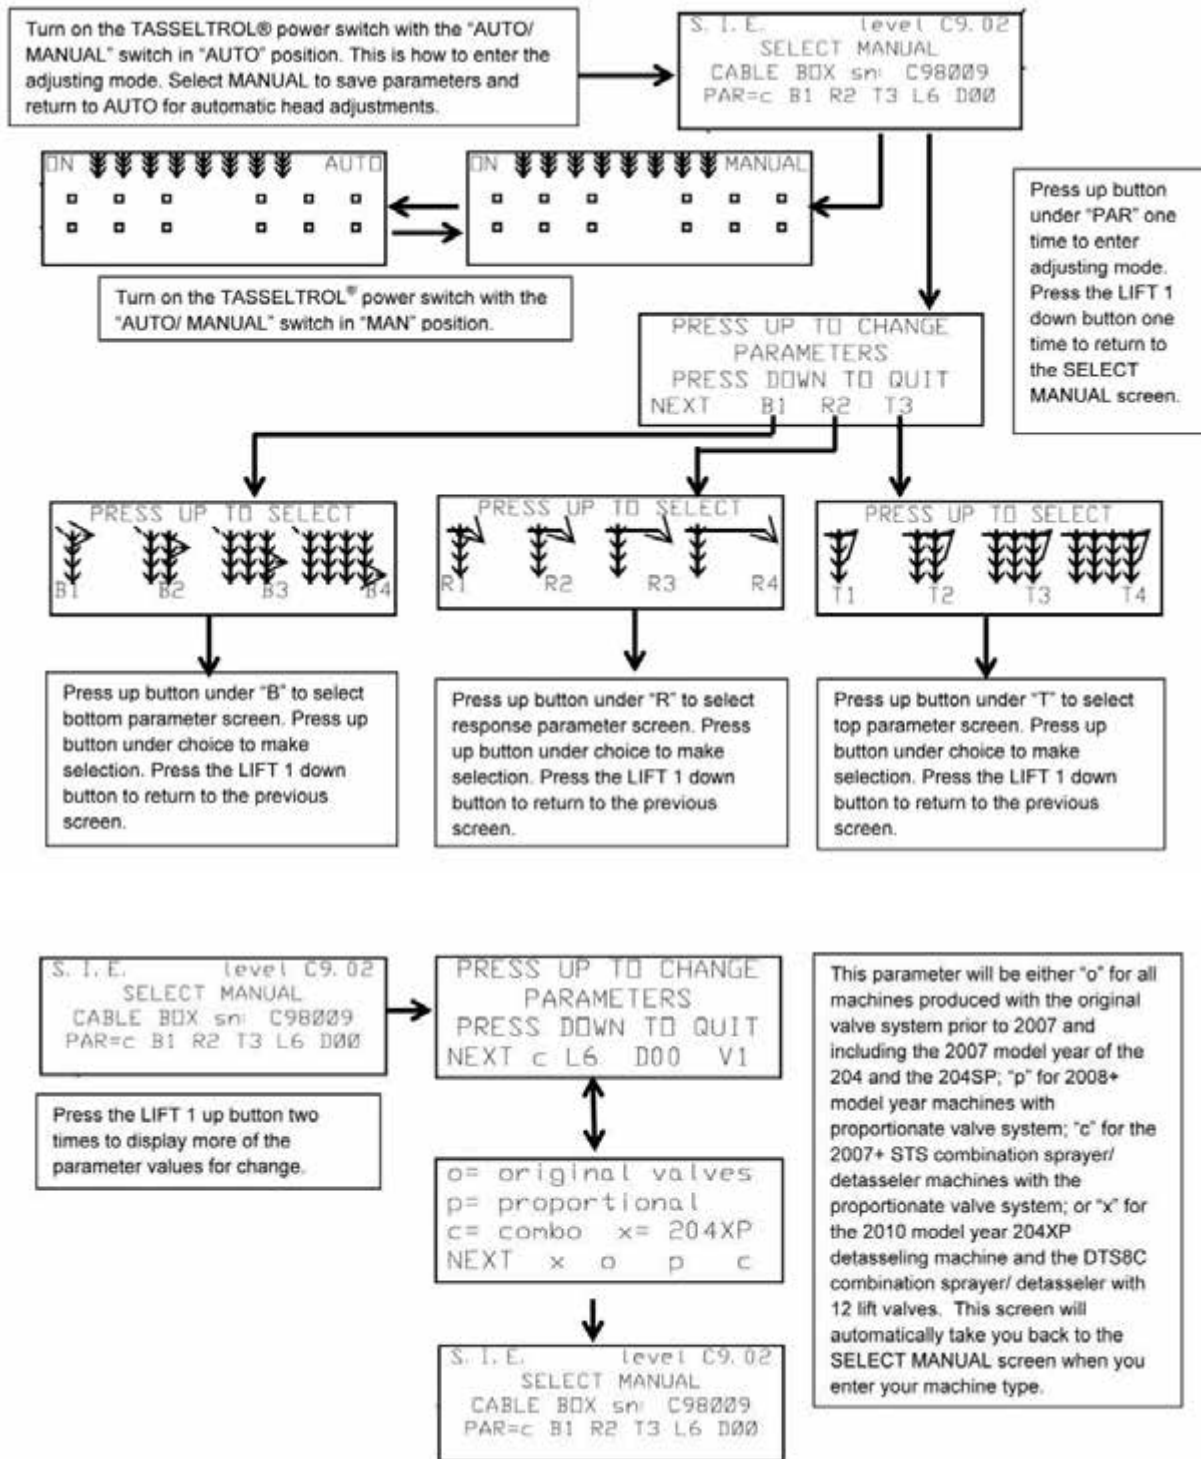 Turn on the TASSELTROL® power switch with the “AUTO/
MANUAL” switch in “AUTO” position. This is how to enter the
adjusting mode. Select MANUAL to save parameters and
return to AUTO for automatic head adjustments.
S. I. E. level C9.02
SELECT MANUAL
CABLE BOX sn: C98009
PAR=c B1 R2 T3 L6 D00
ON AUTO
ON MANUAL
Turn on the TASSELTROL® power switch with the
“AUTO/ MANUAL” switch in “MAN” position.
Press up button
under “PAR” one
time to enter
adjusting mode.
Press the LIFT 1
down button one
time to return to
the SELECT
MANUAL screen.
PRESS UP TO CHANGE
PARAMETERS
PRESS DOWN TO QUIT
NEXT B1 R2 T3
PRESS UP TO SELECT
B1 B2 B3 B4
PRESS UP TO SELECT
R1 R2 R3 R4
PRESS UP TO SELECT
T1 T2 T3 T4
Press up button under “B” to select
bottom parameter screen. Press up
button under choice to make
selection. Press the LIFT 1 down
button to return to the previous
screen.
Press up button under “R” to select
response parameter screen. Press
up button under choice to make
selection. Press the LIFT 1 down
button to return to the previous
screen.
Press up button under “T” to select
top parameter screen. Press up
button under choice to make
selection. Press the LIFT 1 down
button to return to the previous
screen.
S. I. E. level C9.02
SELECT MANUAL
CABLE BOX sn: C98009
PAR=c B1 R2 T3 L6 D00
Press the LIFT 1 up button two
times to display more of the
parameter values for change.
PRESS UP TO CHANGE
PARAMETERS
PRESS DOWN TO QUIT
NEXT c L6 D00 V1
o= original valves
p= proportional
c= combo x= 204XP
NEXT x o p c
S. I. E. level C9.02
SELECT MANUAL
CABLE BOX sn: C98009
PAR=c B1 R2 T3 L6 D00
This parameter will be either “o” for all
machines produced with the original
valve system prior to 2007 and
including the 2007 model year of the
204 and the 204SP; “p” for 2008+
model year machines with
proportionate valve system; “c” for the
2007+ STS combination sprayer/
detasseler machines with the
proportionate valve system; or “x” for
the 2010 model year 204XP
detasseling machine and the DTS8C
combination sprayer/ detasseler with
12 lift valves. This screen will
automatically take you back to the
SELECT MANUAL screen when you
enter your machine type.